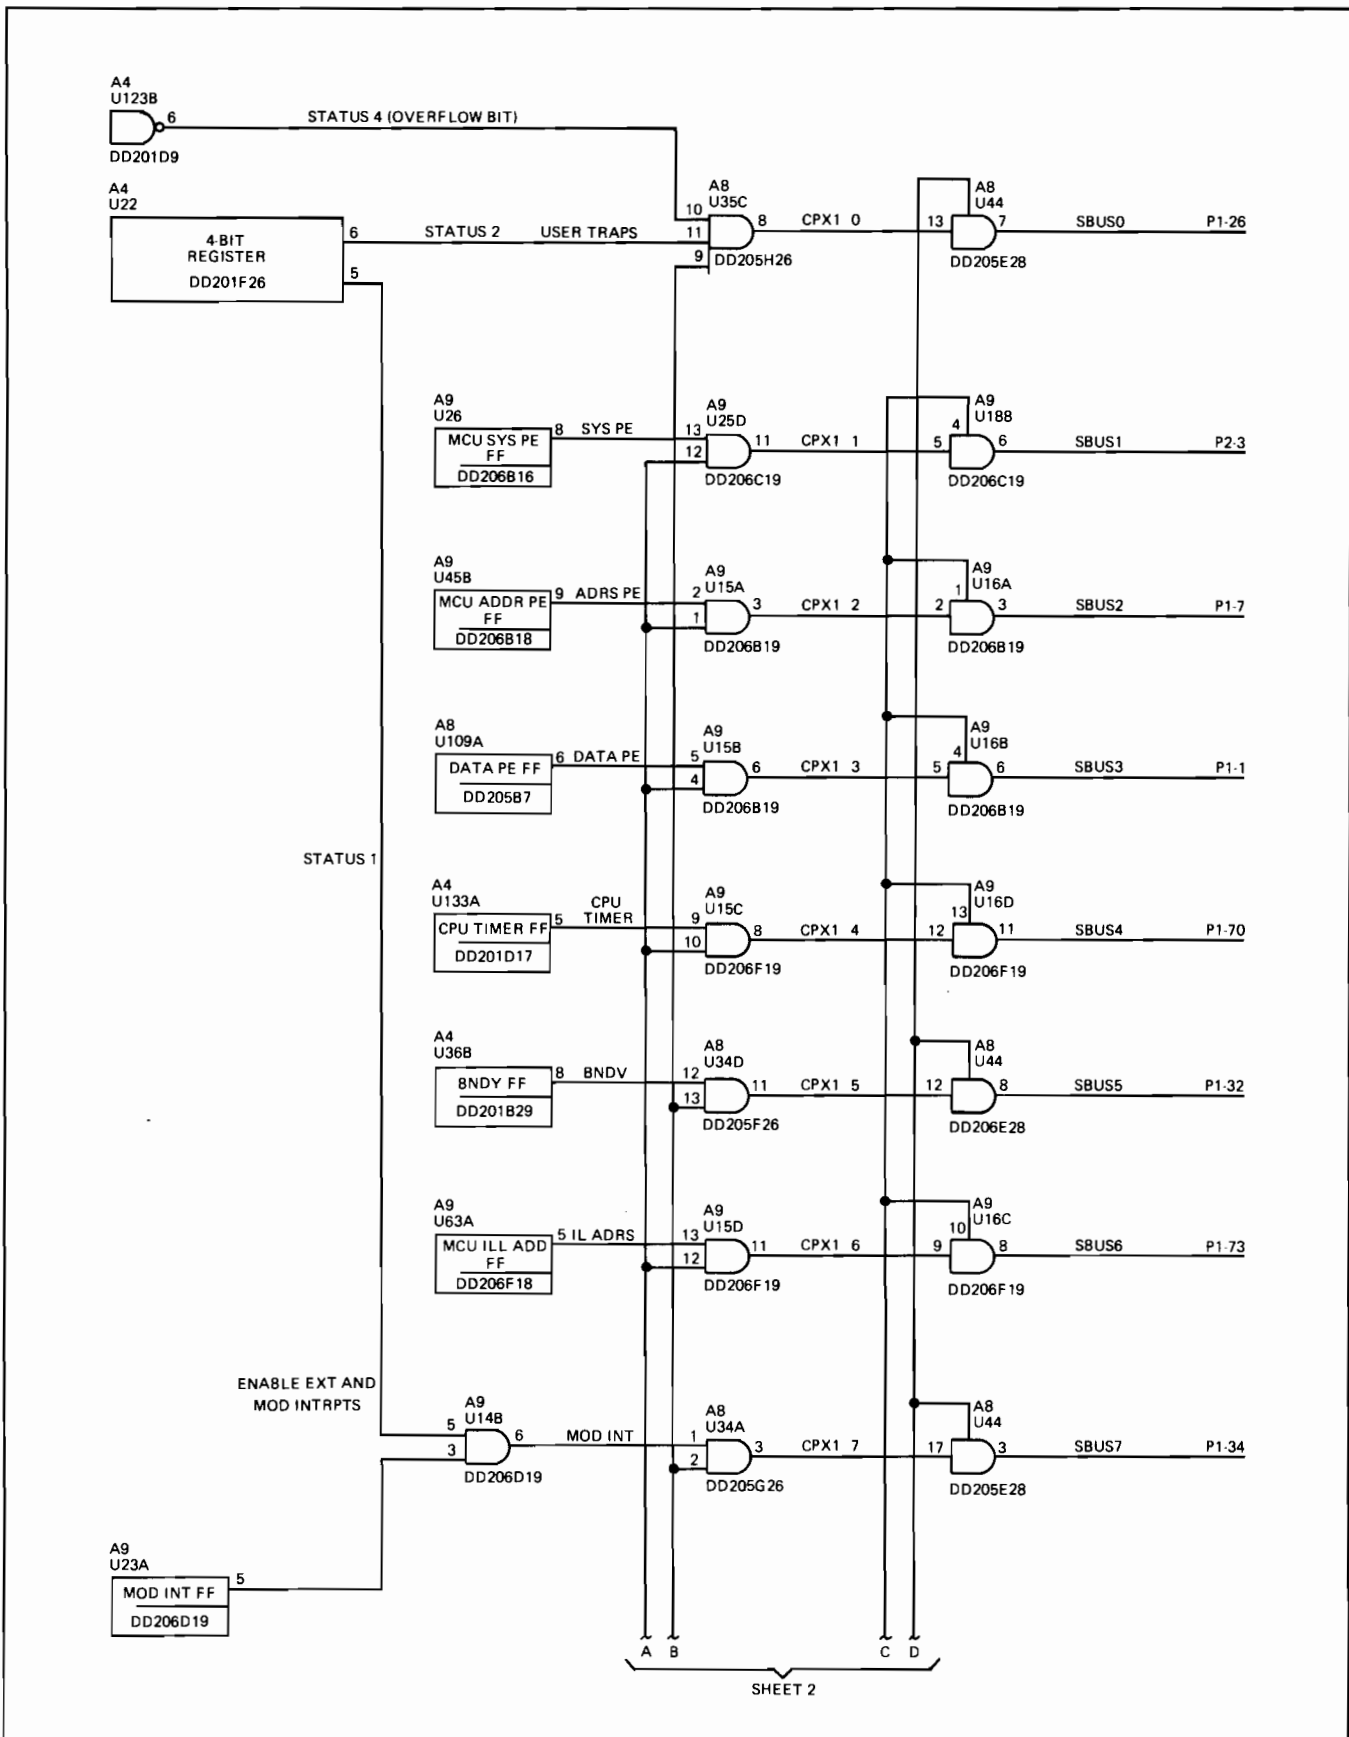 A4
U123B
6
STATUS 4 (OVERFLOW BIT)
DD201D9
A4
U22
4-BIT
REGISTER
DD201F26
6
STATUS 2 USER TRAPS
5
A8
U35C
10
11
9
8
CPX1 0
DD205H26
A8
U44
13
7
SBUS0
P1-26
DD205E28
A9
U26
MCU SYS PE
FF
DD206B16
8
SYS PE
A9
U25D
13
12
11
CPX1 1
DD206C19
A9
U188
4
5
6
SBUS1
P2-3
DD206C19
A9
U45B
MCU ADDR PE
FF
DD206B18
9
ADRS PE
A9
U15A
2
1
3
CPX1 2
DD206B19
A9
U16A
1
2
3
SBUS2
P1-7
DD206B19
A8
U109A
DATA PE FF
DD205B7
6
DATA PE
A9
U15B
5
4
6
CPX1 3
DD206B19
A9
U16B
4
5
6
SBUS3
P1-1
DD206B19
STATUS 1
A4
U133A
CPU TIMER FF
DD201D17
5
CPU
TIMER
A9
U15C
9
10
8
CPX1 4
DD206F19
A9
U16D
13
12
11
SBUS4
P1-70
DD206F19
A4
U36B
8NDY FF
DD201B29
8
BNDV
A8
U34D
12
13
11
CPX1 5
DD205F26
A8
U44
12
8
SBUS5
P1-32
DD206E28
A9
U63A
MCU ILL ADD
FF
DD206F18
5
IL ADRS
A9
U15D
13
12
11
CPX1 6
DD206F19
A9
U16C
10
9
8
S8US6
P1-73
DD206F19
ENA8LE EXT AND
MOD INTRPTS
A9
U14B
5
3
6
MOD INT
DD206D19
A8
U34A
1
2
3
CPX1 7
DD205G26
A8
U44
17
3
SBUS7
P1-34
DD205E28
A9
U23A
MOD INT FF
DD206D19
5
A B C D
SHEET 2